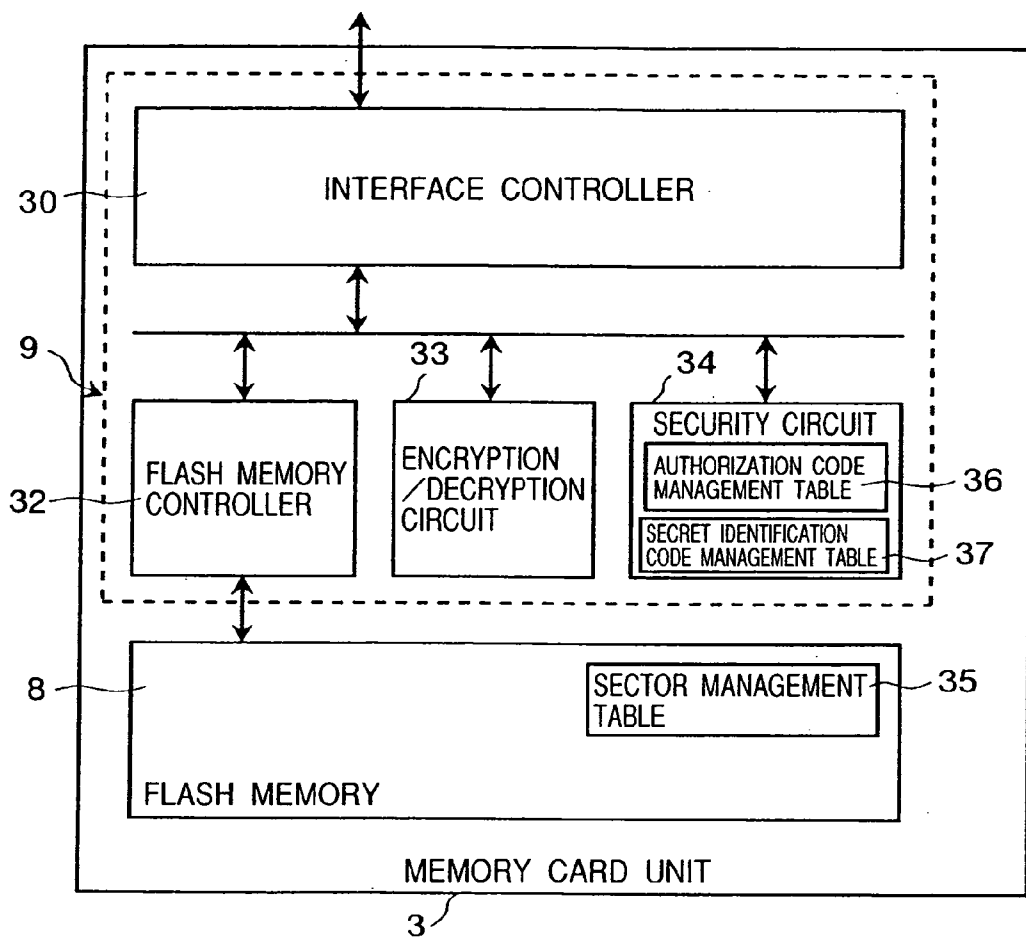 30
INTERFACE CONTROLLER
9
33
34
32
FLASH MEMORY
CONTROLLER
ENCRYPTION
/DECRYPTION
CIRCUIT
SECURITY CIRCUIT
AUTHORIZATION CODE
MANAGEMENT TABLE
36
SECRET IDENTIFICATION
CODE MANAGEMENT TABLE
37
8
SECTOR MANAGEMENT
TABLE
35
FLASH MEMORY
MEMORY CARD UNIT
3